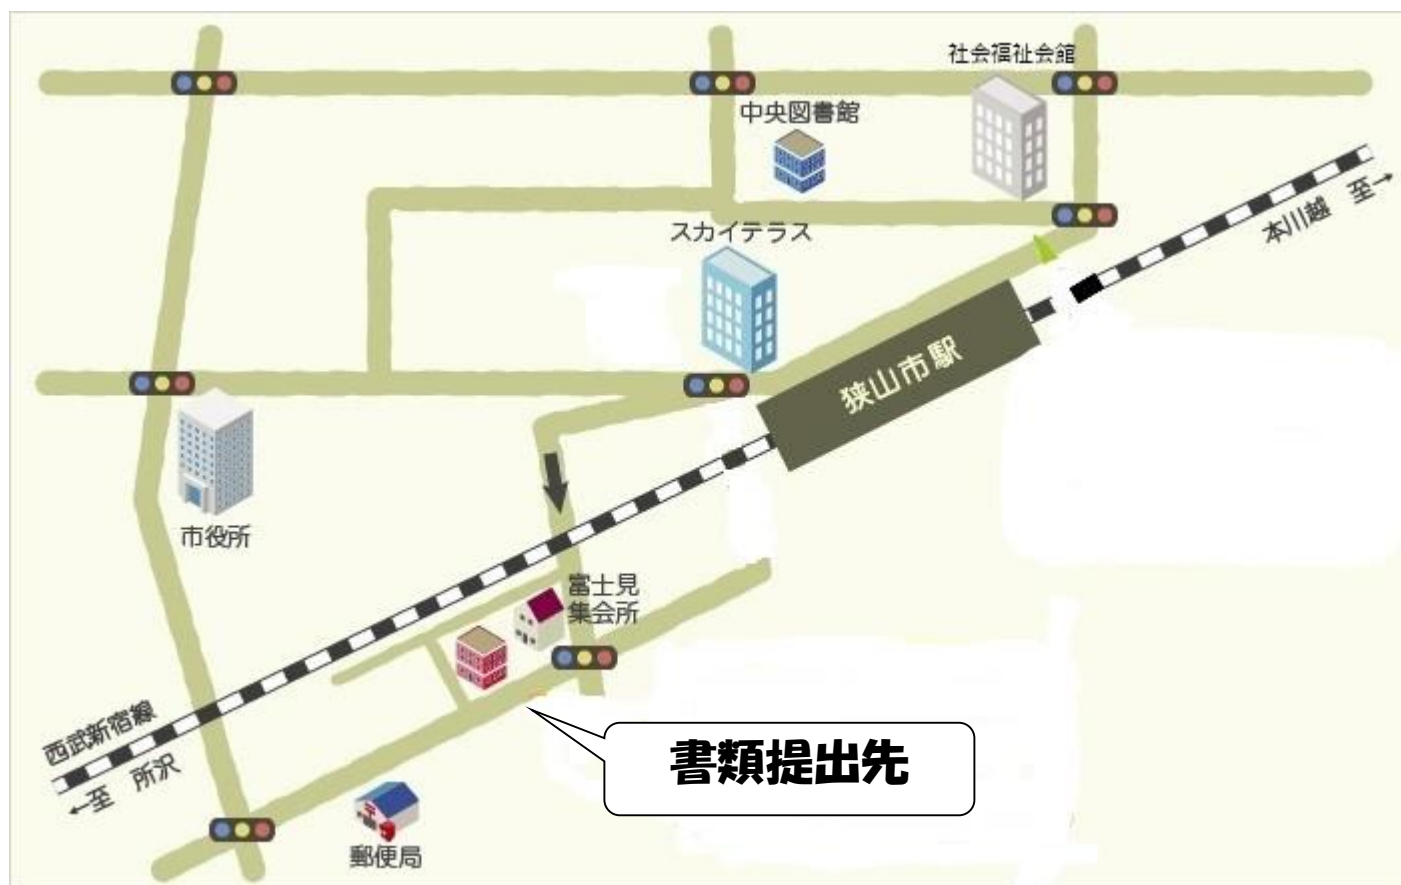 社会福祉会館
中央図書館
本川越 至→
スカイテラス
狭山市駅
市役所
富士見
集会所
西武新宿線
←至 所沢
書類提出先
〒
郵便局